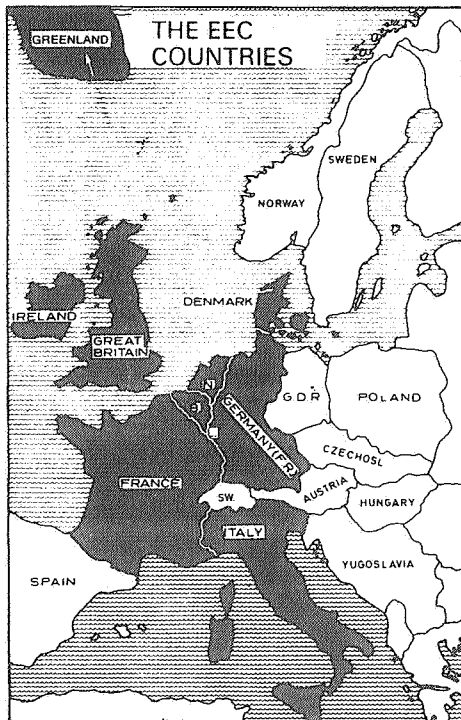 GREENLAND
THE EEC
COUNTRIES
SWEDEN
NORWAY
DENMARK
IRELAND
GREAT
BRITAIN
N
B
L
G.D.R
POLAND
GERMANY(F.R)
CZECHOSL
FRANCE
SW.
AUSTRIA
HUNGARY
ITALY
YUGOSLAVIA
SPAIN